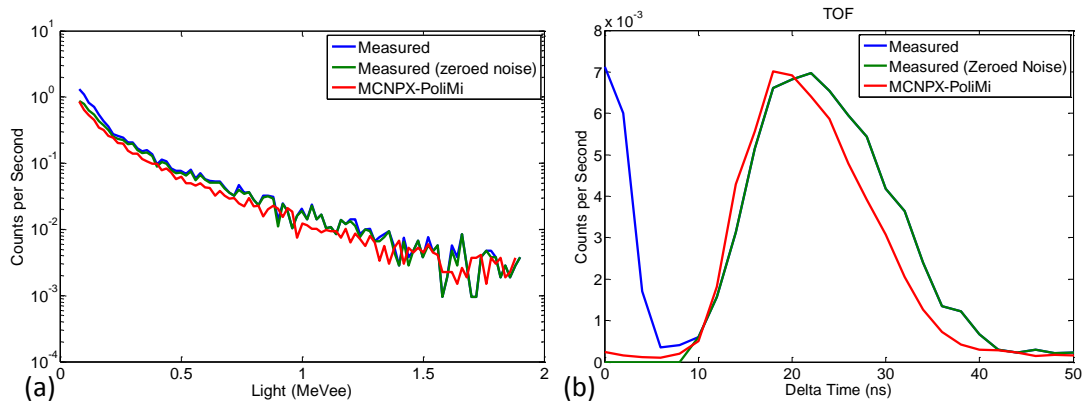 Counts per Second
10^1
10^0
10^-1
10^-2
10^-3
10^-4
0
0.5
1
1.5
2
Light (MeVee)
Measured
Measured (zeroed noise)
MCNPX-PoliMi
(a)
TOF
x 10^-3
Counts per Second
8
7
6
5
4
3
2
1
0
0
10
20
30
40
50
Delta Time (ns)
Measured
Measured (Zeroed Noise)
MCNPX-PoliMi
(b)